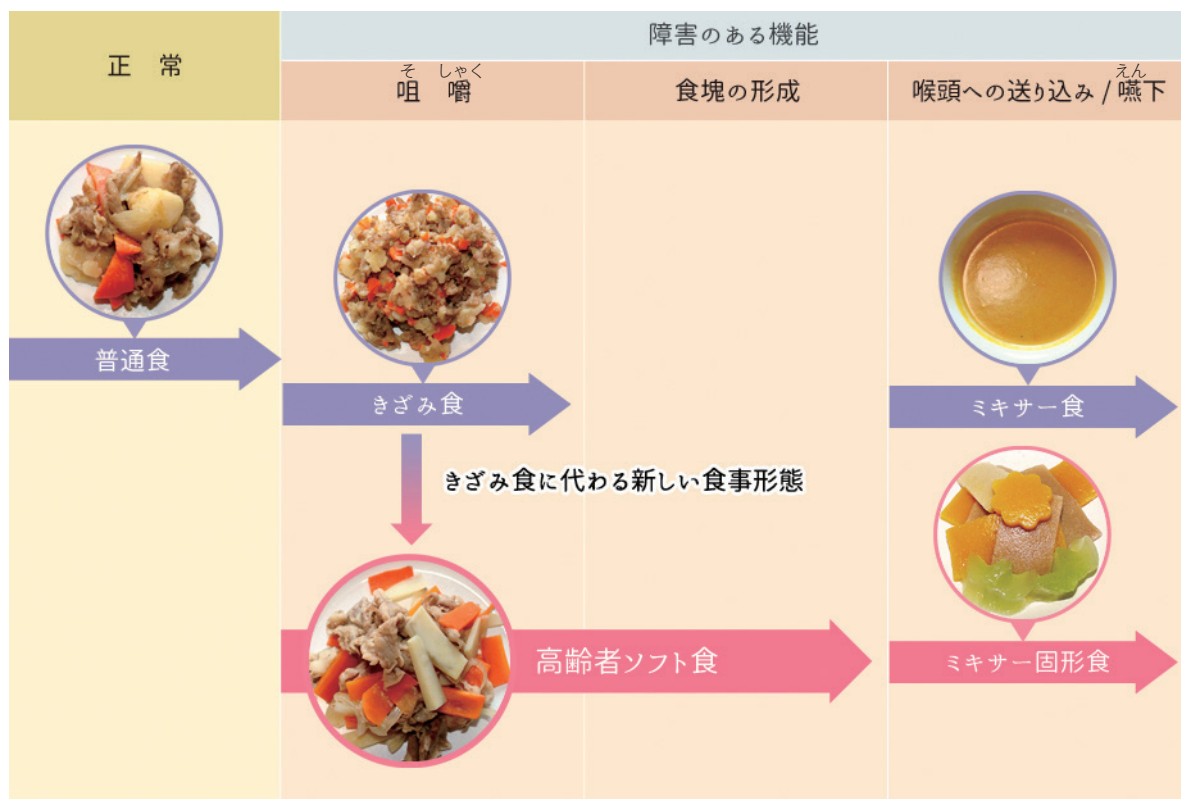 正 常
障害のある機能
そ しゃく
咀 嚼
食塊の形成
えん
喉頭への送り込み / 嚥下
普通食
きざみ食
ミキサー食
きざみ食に代わる新しい食事形態
高齢者ソフト食
ミキサー固形食